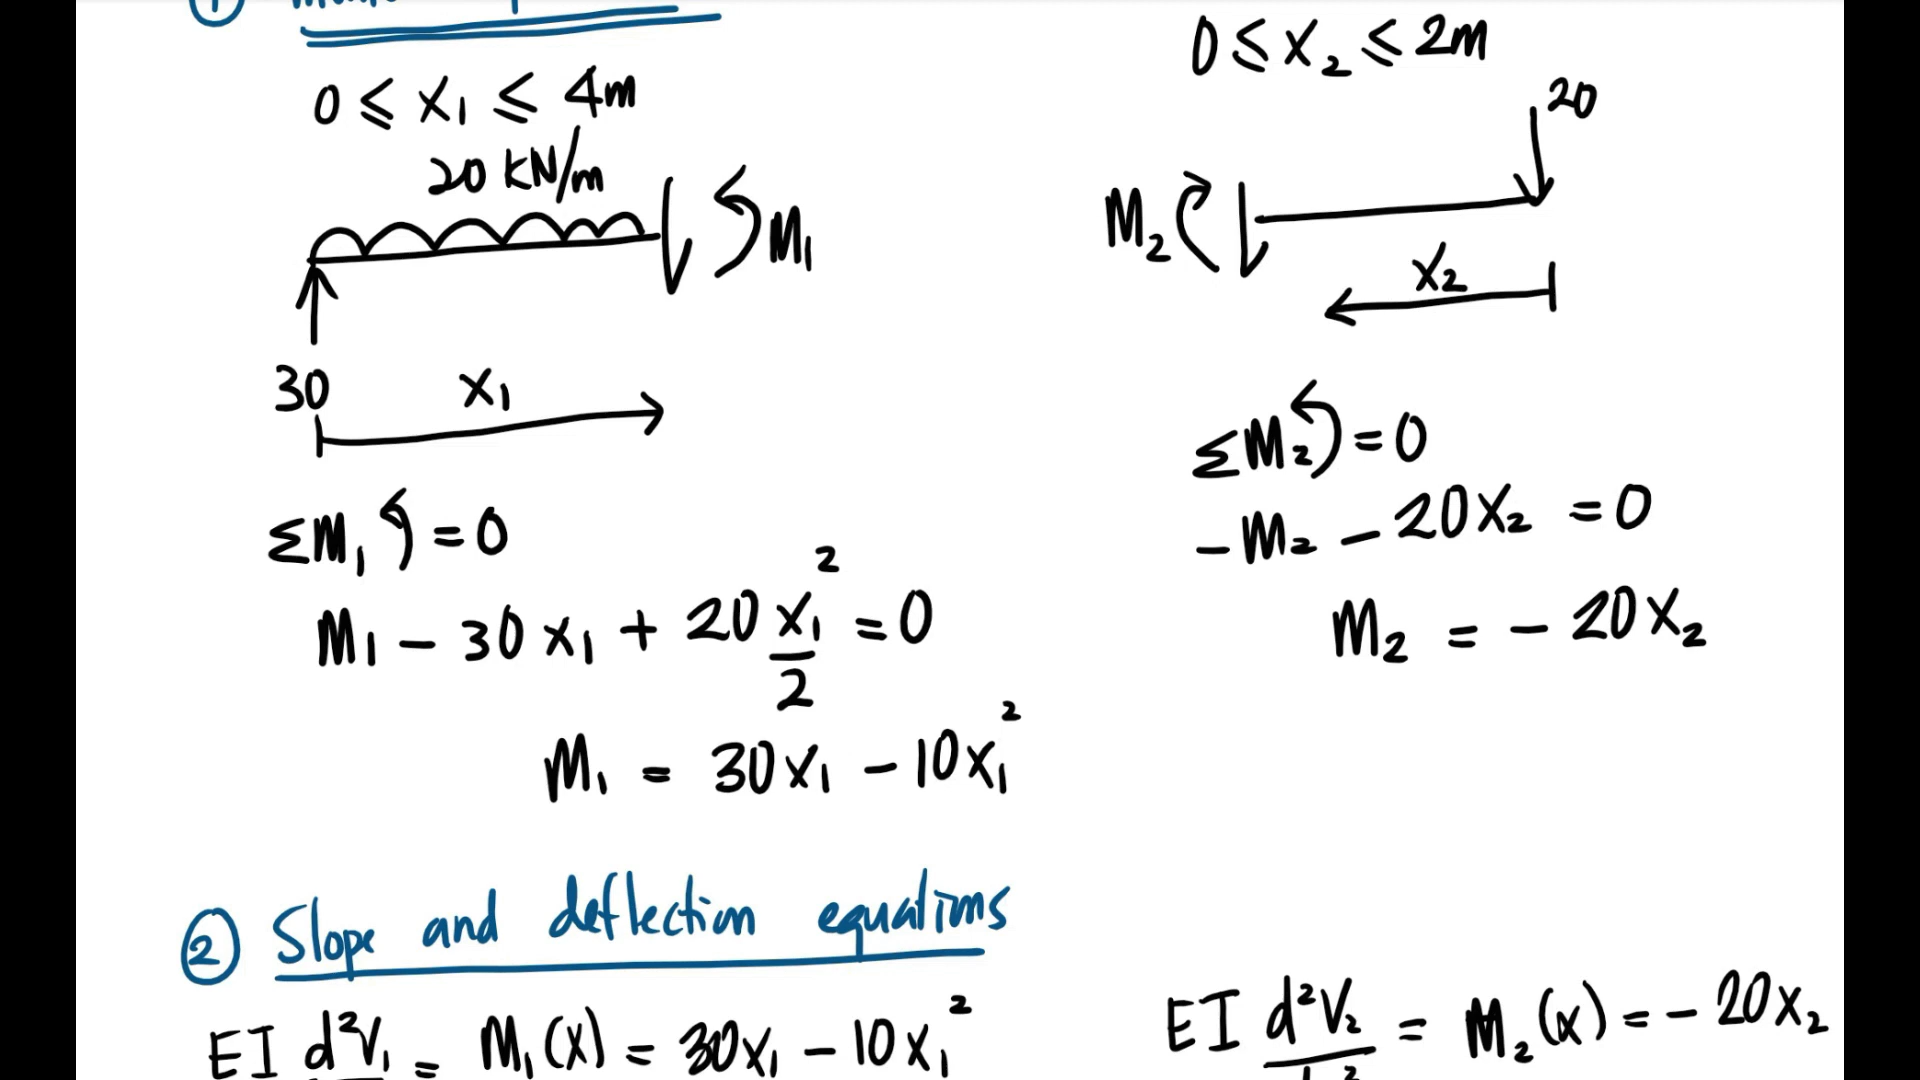 ①
0 ≤ x₁ ≤ 4m
20 KN/m
M₁
30
x₁
ΣM₁ = 0
M₁ − 30x₁ + 20 x₁²/2 = 0
M₁ = 30x₁ − 10x₁²
0 ≤ x₂ ≤ 2m
20
M₂
x₂
ΣM₂ = 0
−M₂ − 20x₂ = 0
M₂ = −20x₂
② Slope and deflection equations
EI d²V₁ = M₁(x) = 30x₁ − 10x₁²
EI d²V₂ = M₂(x) = −20x₂